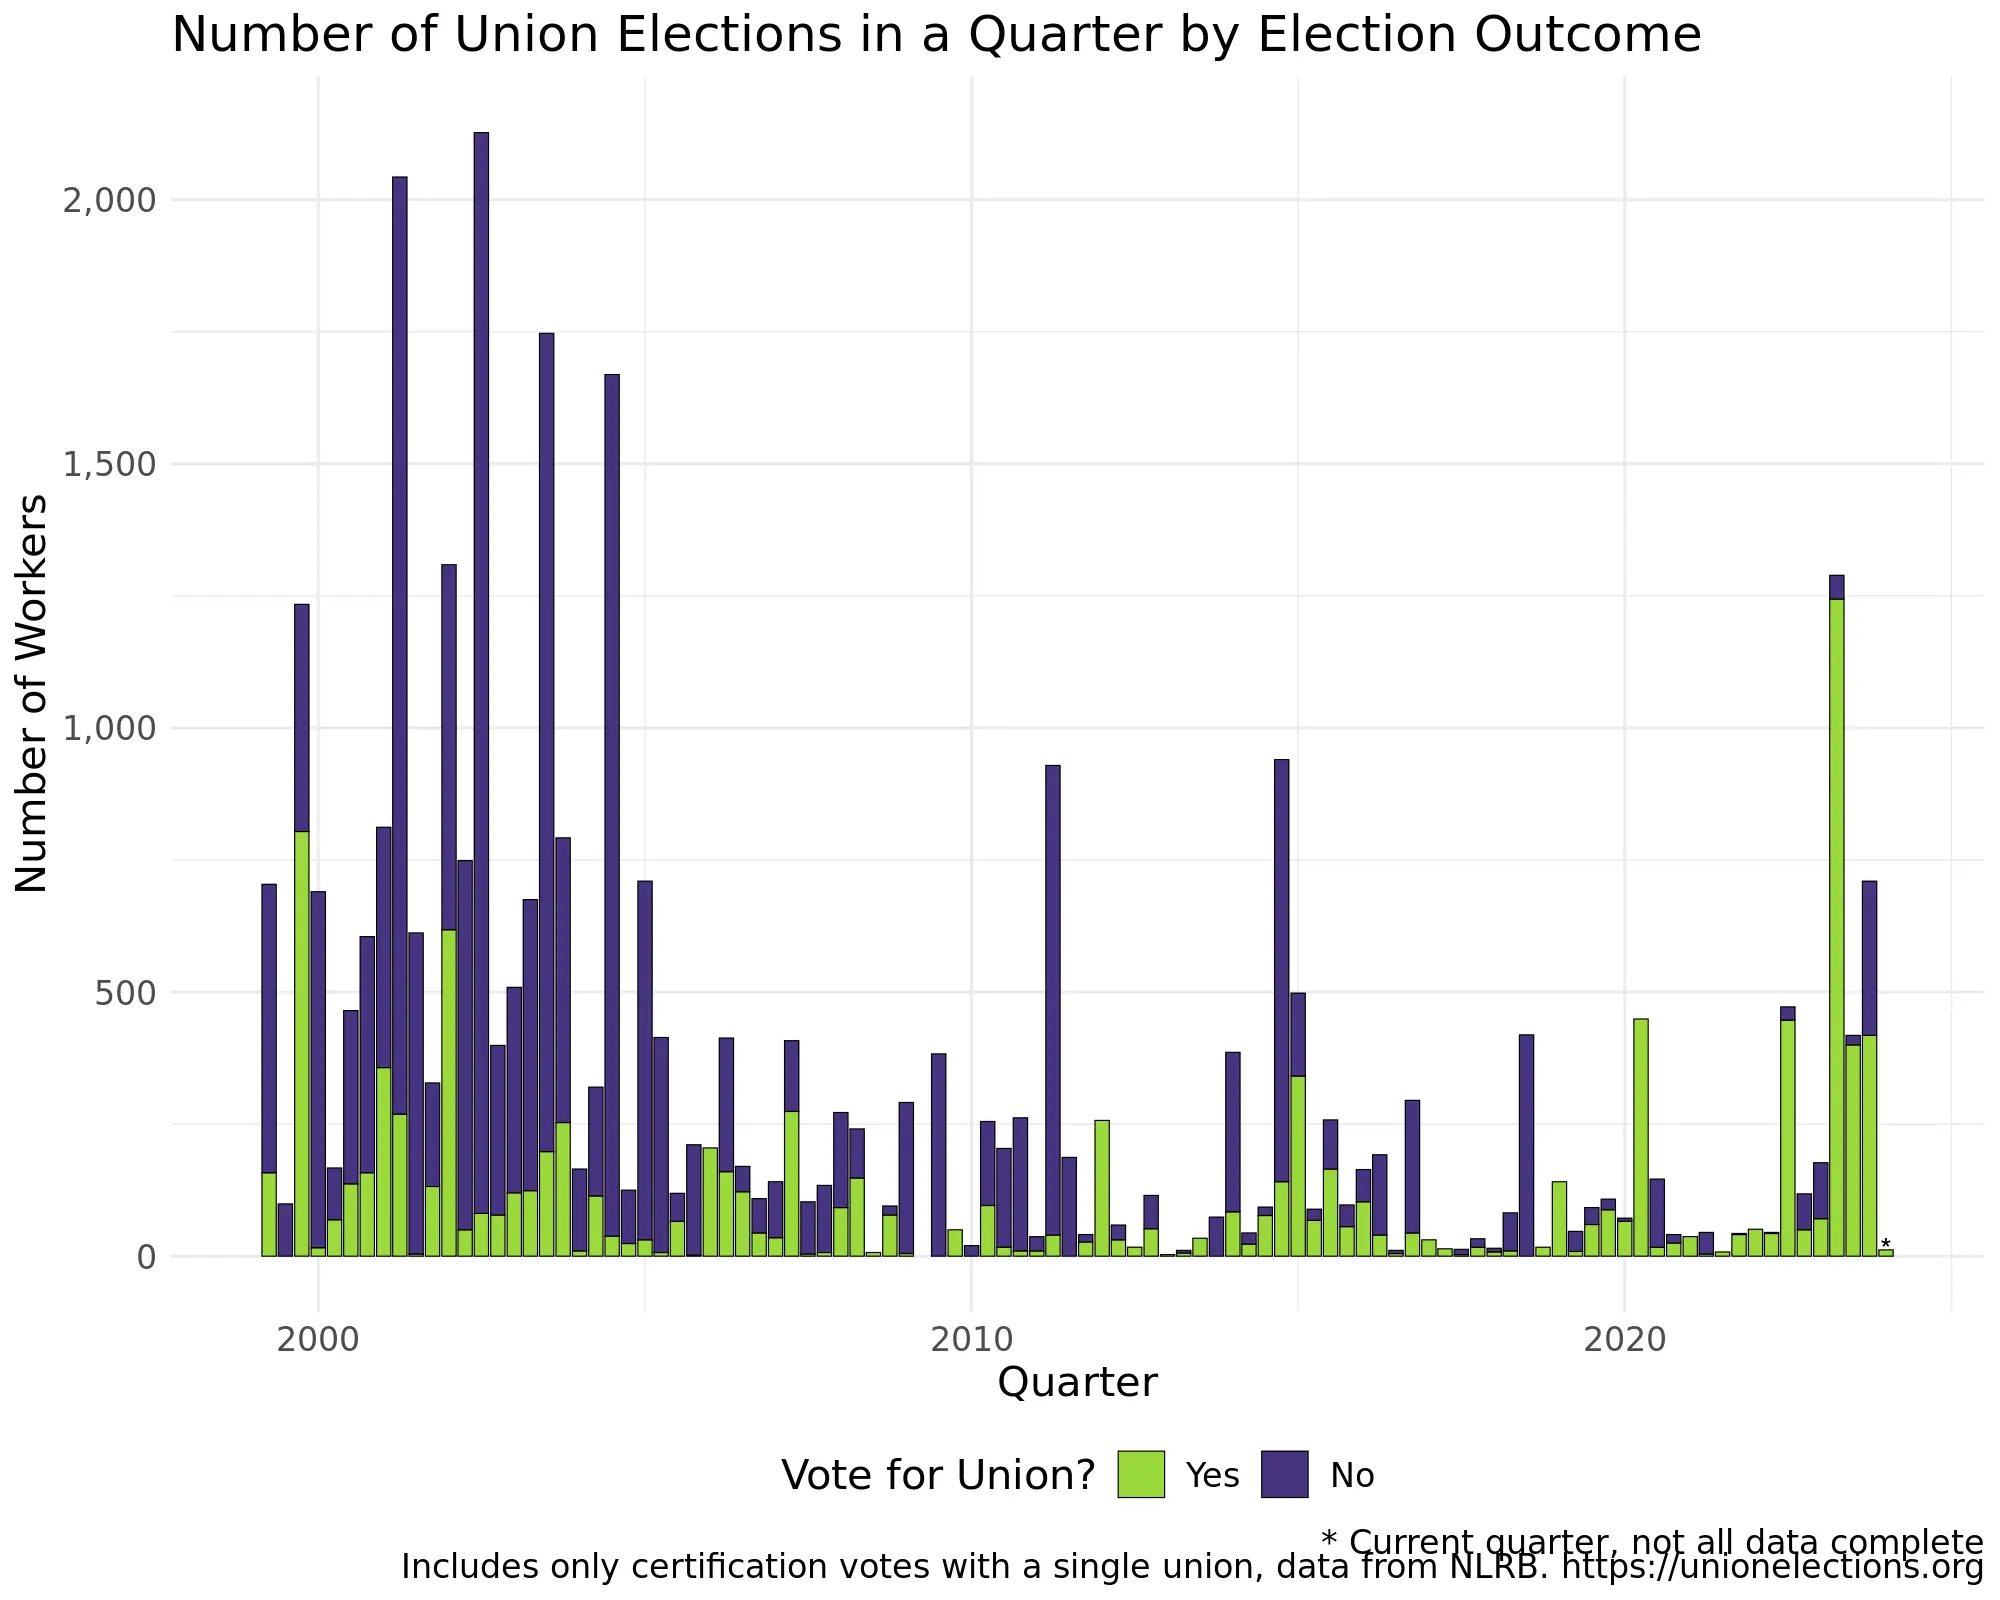 Number of Union Elections in a Quarter by Election Outcome
2,000
1,500
1,000
500
0
Number of Workers
*
2000
2010
2020
Quarter
Vote for Union?
Yes
No
* Current quarter, not all data complete
Includes only certification votes with a single union, data from NLRB. https://unionelections.org